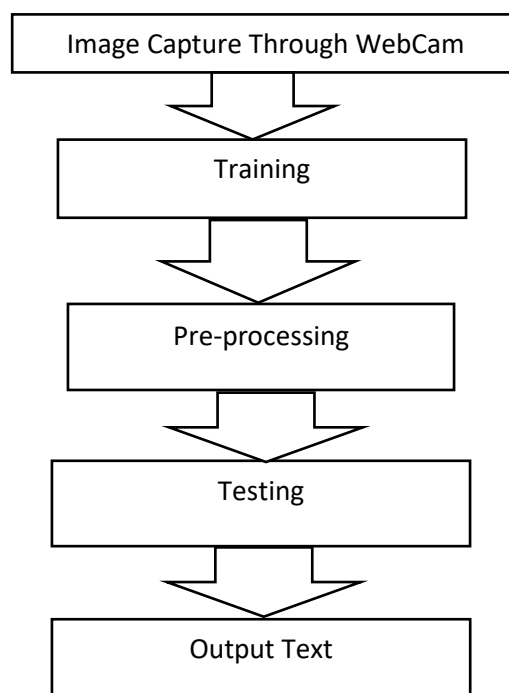 Image Capture Through WebCam
Training
Pre-processing
Testing
Output Text